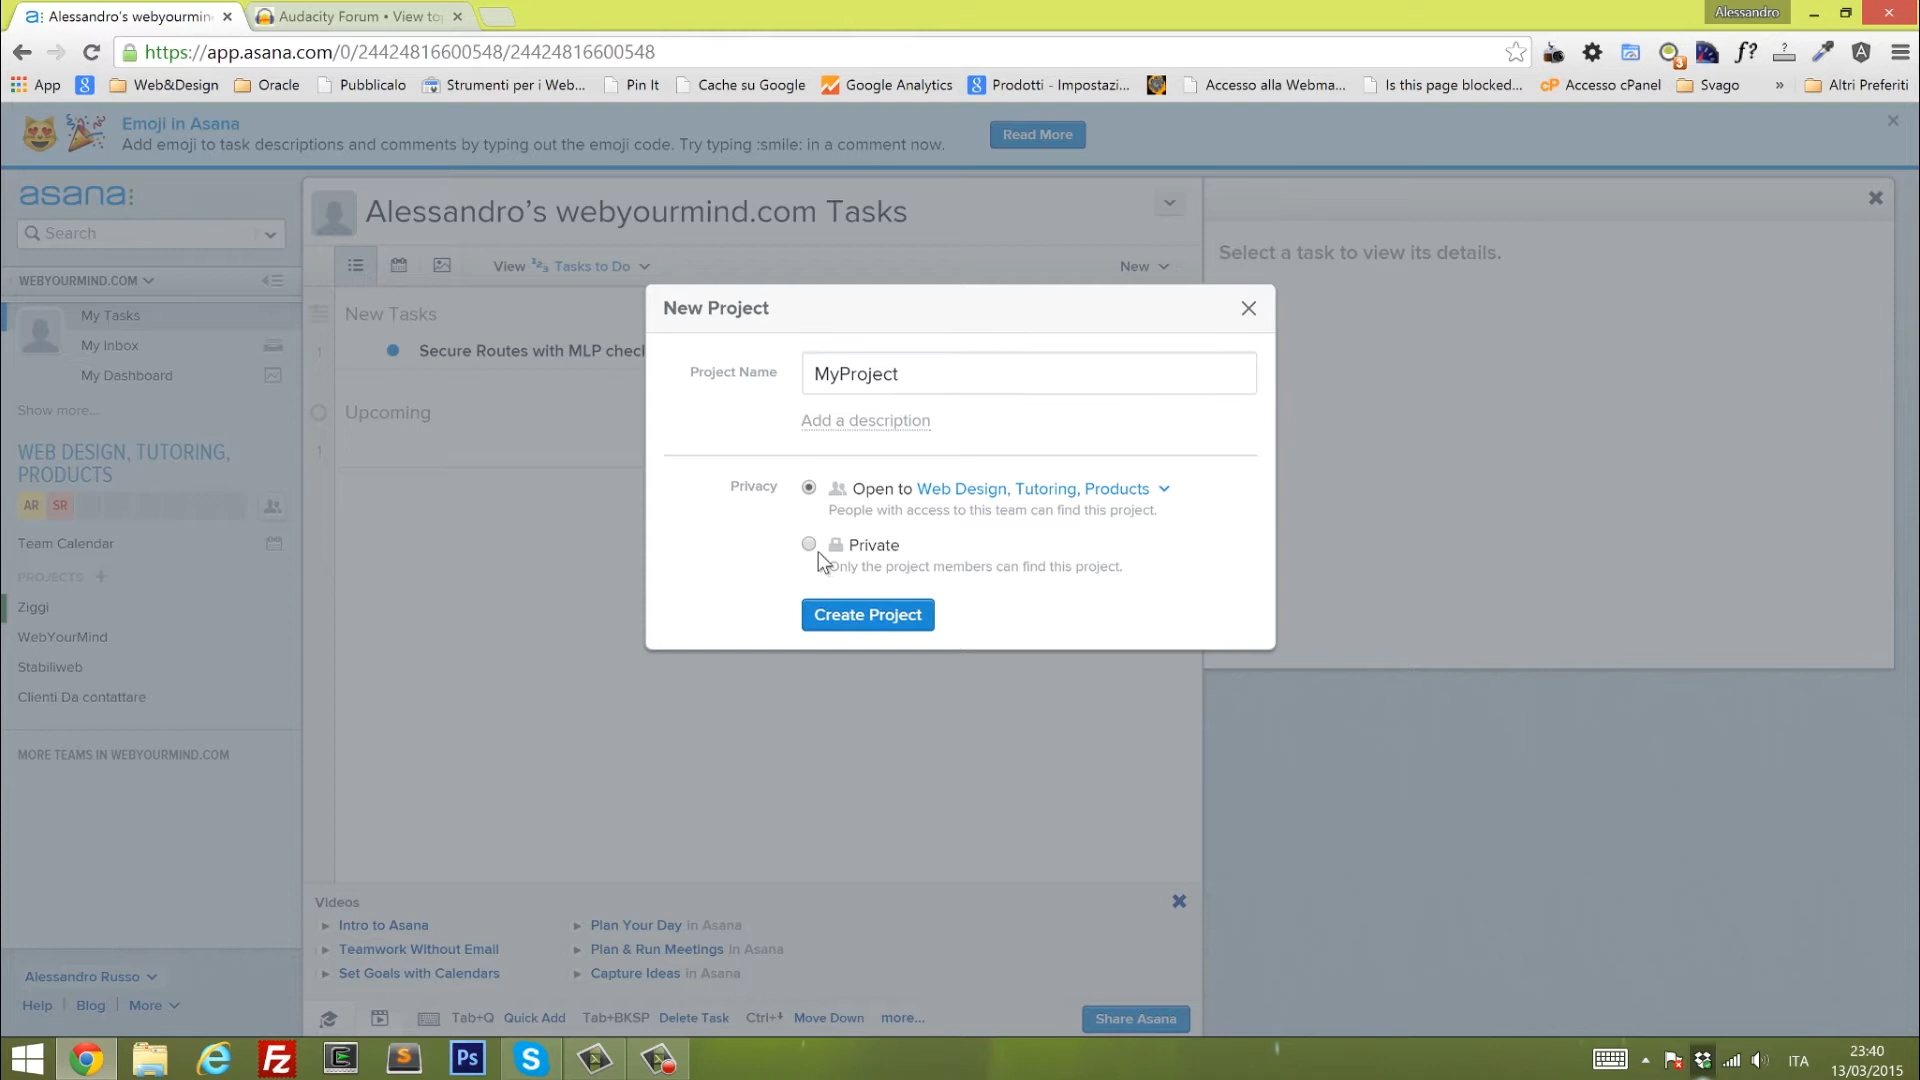 Alessandro's webyourmin
Audacity Forum • View to
Alessandro
https://app.asana.com/0/24424816600548/24424816600548
App
Web&Design
Oracle
Pubblicalo
Strumenti per i Web...
Pin It
Cache su Google
Google Analytics
Prodotti - Impostazi...
Accesso alla Webma...
Is this page blocked...
cP Accesso cPanel
Svago
»
Altri Preferiti
Emoji in Asana
Add emoji to task descriptions and comments by typing out the emoji code. Try typing :smile: in a comment now.
Read More
asana:
Search
WEBYOURMIND.COM
My Tasks
My Inbox
My Dashboard
Show more...
WEB DESIGN, TUTORING,
PRODUCTS
AR SR
Team Calendar
PROJECTS +
Ziggi
WebYourMind
Stabiliweb
Clienti Da contattare
MORE TEAMS IN WEBYOURMIND.COM
Alessandro Russo
Help | Blog | More
Alessandro's webyourmind.com Tasks
View Tasks to Do
New
New Tasks
1 Secure Routes with MLP check
Upcoming
1
Select a task to view its details.
New Project
Project Name
MyProject
Add a description
Privacy
Open to Web Design, Tutoring, Products
People with access to this team can find this project.
Private
Only the project members can find this project.
Create Project
Videos
Intro to Asana
Teamwork Without Email
Set Goals with Calendars
Plan Your Day in Asana
Plan & Run Meetings in Asana
Capture Ideas in Asana
Tab+Q Quick Add Tab+BKSP Delete Task Ctrl+⬇ Move Down more...
Share Asana
ITA
23:40
13/03/2015